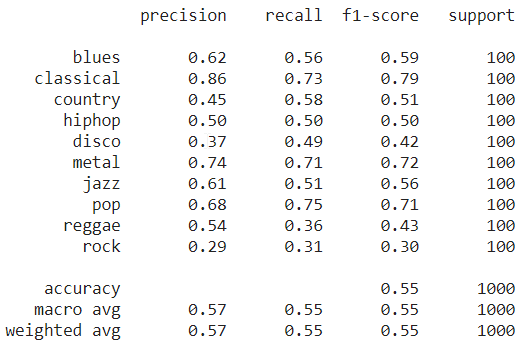 precision recall f1-score support
blues 0.62 0.56 0.59 100
classical 0.86 0.73 0.79 100
country 0.45 0.58 0.51 100
hiphop 0.50 0.50 0.50 100
disco 0.37 0.49 0.42 100
metal 0.74 0.71 0.72 100
jazz 0.61 0.51 0.56 100
pop 0.68 0.75 0.71 100
reggae 0.54 0.36 0.43 100
rock 0.29 0.31 0.30 100
accuracy 0.55 1000
macro avg 0.57 0.55 0.55 1000
weighted avg 0.57 0.55 0.55 1000